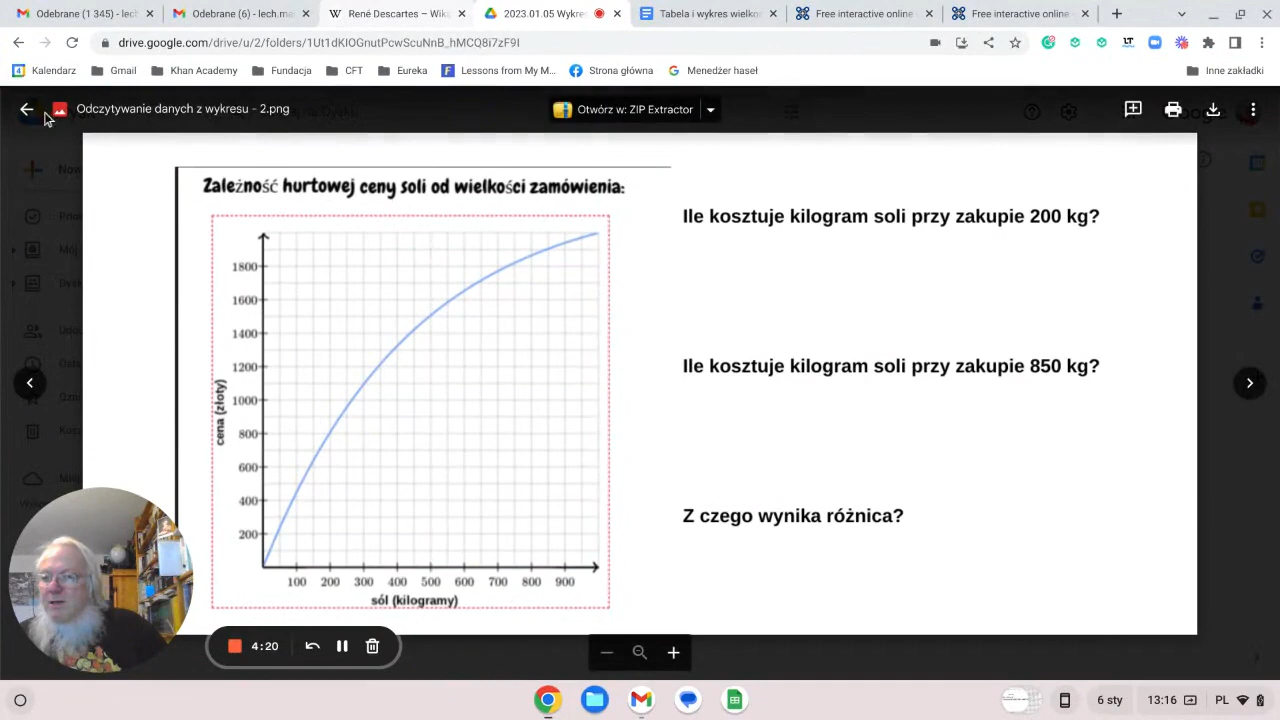 Odebrane (1 345) - lech
Odebrane (6) - lech.ma
René Descartes – Wiki
2023.01.05 Wykre
Tabela i wykres wielko
Free interactive online
Free interactive online
drive.google.com/drive/u/2/folders/1Ut1dKIOGnutPcwScuNnB_hMCQ8i7zF9I
Kalendarz
Gmail
Khan Academy
Fundacja
CFT
Eureka
Lessons from My M...
Strona główna
Menedżer haseł
Inne zakładki
Odczytywanie danych z wykresu - 2.png
Otwórz w: ZIP Extractor
Zależność hurtowej ceny soli od wielkości zamówienia:
1800
1600
1400
1200
1000
800
600
400
200
cena (złoty)
100 200 300 400 500 600 700 800 900
sól (kilogramy)
Ile kosztuje kilogram soli przy zakupie 200 kg?
Ile kosztuje kilogram soli przy zakupie 850 kg?
Z czego wynika różnica?
4:20
6 sty
13:16
PL